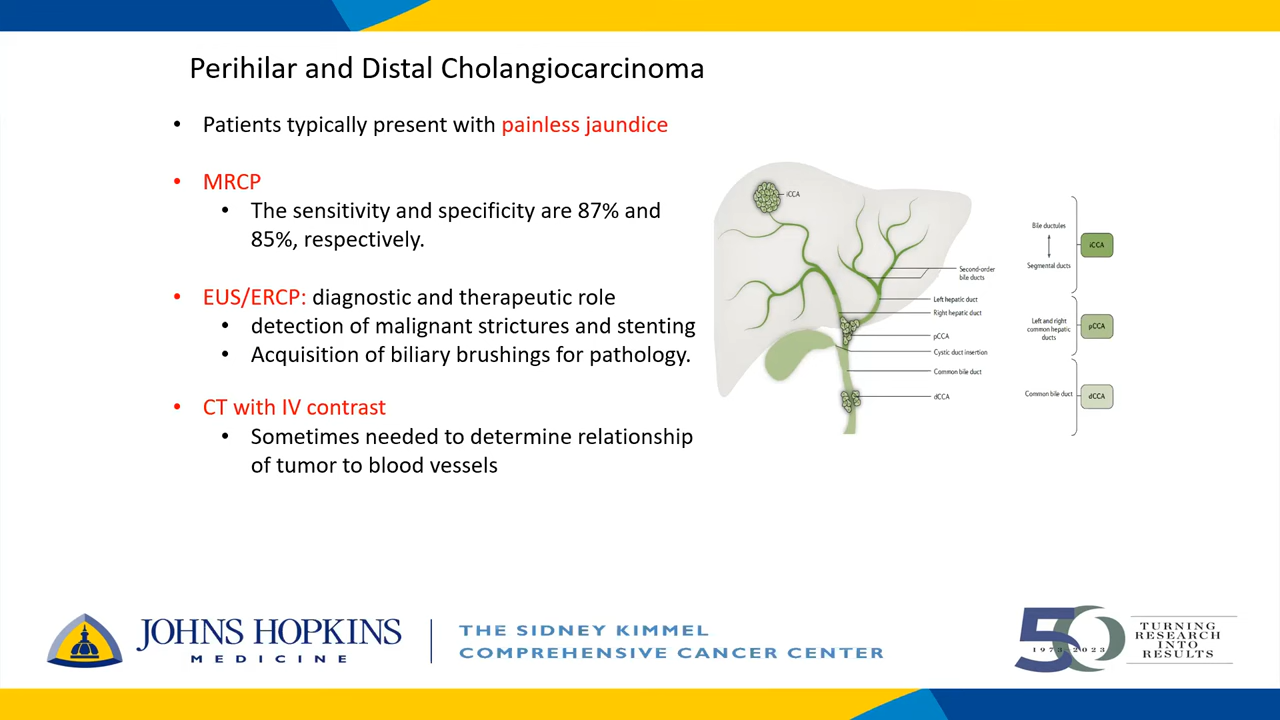 Perihilar and Distal Cholangiocarcinoma
• Patients typically present with painless jaundice
• MRCP
• The sensitivity and specificity are 87% and
85%, respectively.
• EUS/ERCP: diagnostic and therapeutic role
• detection of malignant strictures and stenting
• Acquisition of biliary brushings for pathology.
• CT with IV contrast
• Sometimes needed to determine relationship
of tumor to blood vessels
iCCA
Second-order
bile ducts
Left hepatic duct
Right hepatic duct
pCCA
Cystic duct insertion
Common bile duct
dCCA
Bile ductules
Segmental ducts
iCCA
Left and right
common hepatic
ducts
pCCA
Common bile duct
dCCA
JOHNS HOPKINS
MEDICINE
THE SIDNEY KIMMEL
COMPREHENSIVE CANCER CENTER
50
1973-2023
TURNING
RESEARCH
INTO
RESULTS